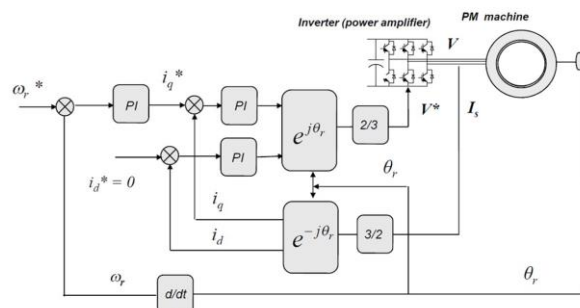 Inverter (power amplifier)
PM machine
V
ω_r*
PI
i_q*
PI
e^{jθ_r}
2/3
V*
I_s
PI
i_d* = 0
θ_r
i_q
i_d
e^{-jθ_r}
3/2
ω_r
d/dt
θ_r